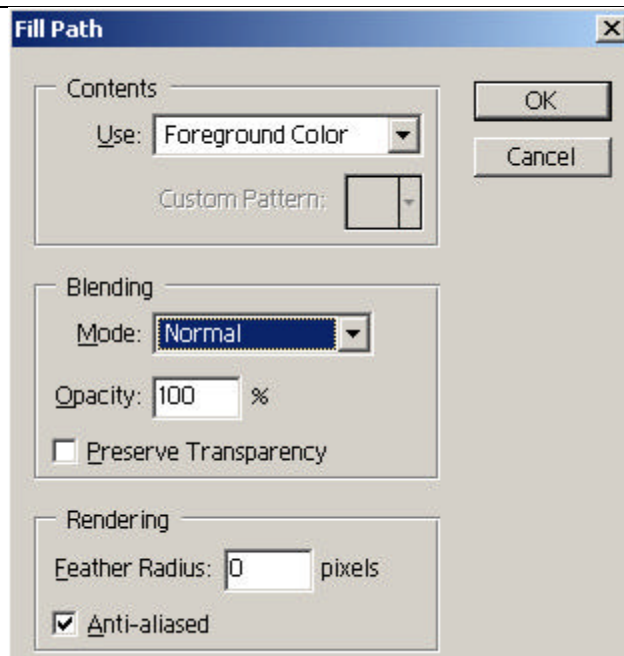 Fill Path
Contents
OK
Use: Foreground Color
Cancel
Custom Pattern:
Blending
Mode: Normal
Opacity: 100 %
Preserve Transparency
Rendering
Feather Radius: 0 pixels
Anti-aliased